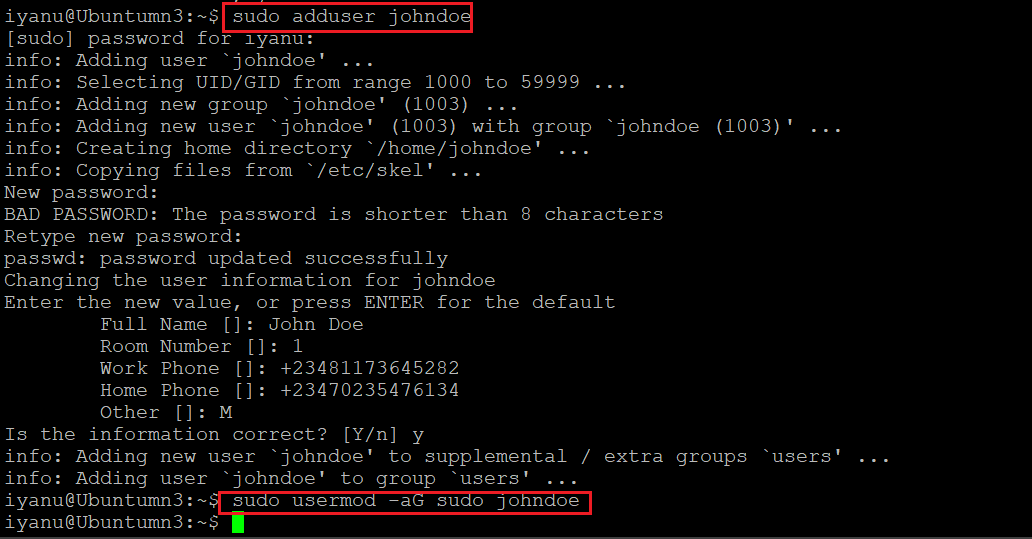 iyanu@Ubuntumn3:~$ sudo adduser johndoe
[sudo] password for iyanu:
info: Adding user `johndoe' ...
info: Selecting UID/GID from range 1000 to 59999 ...
info: Adding new group `johndoe' (1003) ...
info: Adding new user `johndoe' (1003) with group `johndoe (1003)' ...
info: Creating home directory `/home/johndoe' ...
info: Copying files from `/etc/skel' ...
New password:
BAD PASSWORD: The password is shorter than 8 characters
Retype new password:
passwd: password updated successfully
Changing the user information for johndoe
Enter the new value, or press ENTER for the default
        Full Name []: John Doe
        Room Number []: 1
        Work Phone []: +23481173645282
        Home Phone []: +23470235476134
        Other []: M
Is the information correct? [Y/n] y
info: Adding new user `johndoe' to supplemental / extra groups `users' ...
info: Adding user `johndoe' to group `users' ...
iyanu@Ubuntumn3:~$ sudo usermod -aG sudo johndoe
iyanu@Ubuntumn3:~$